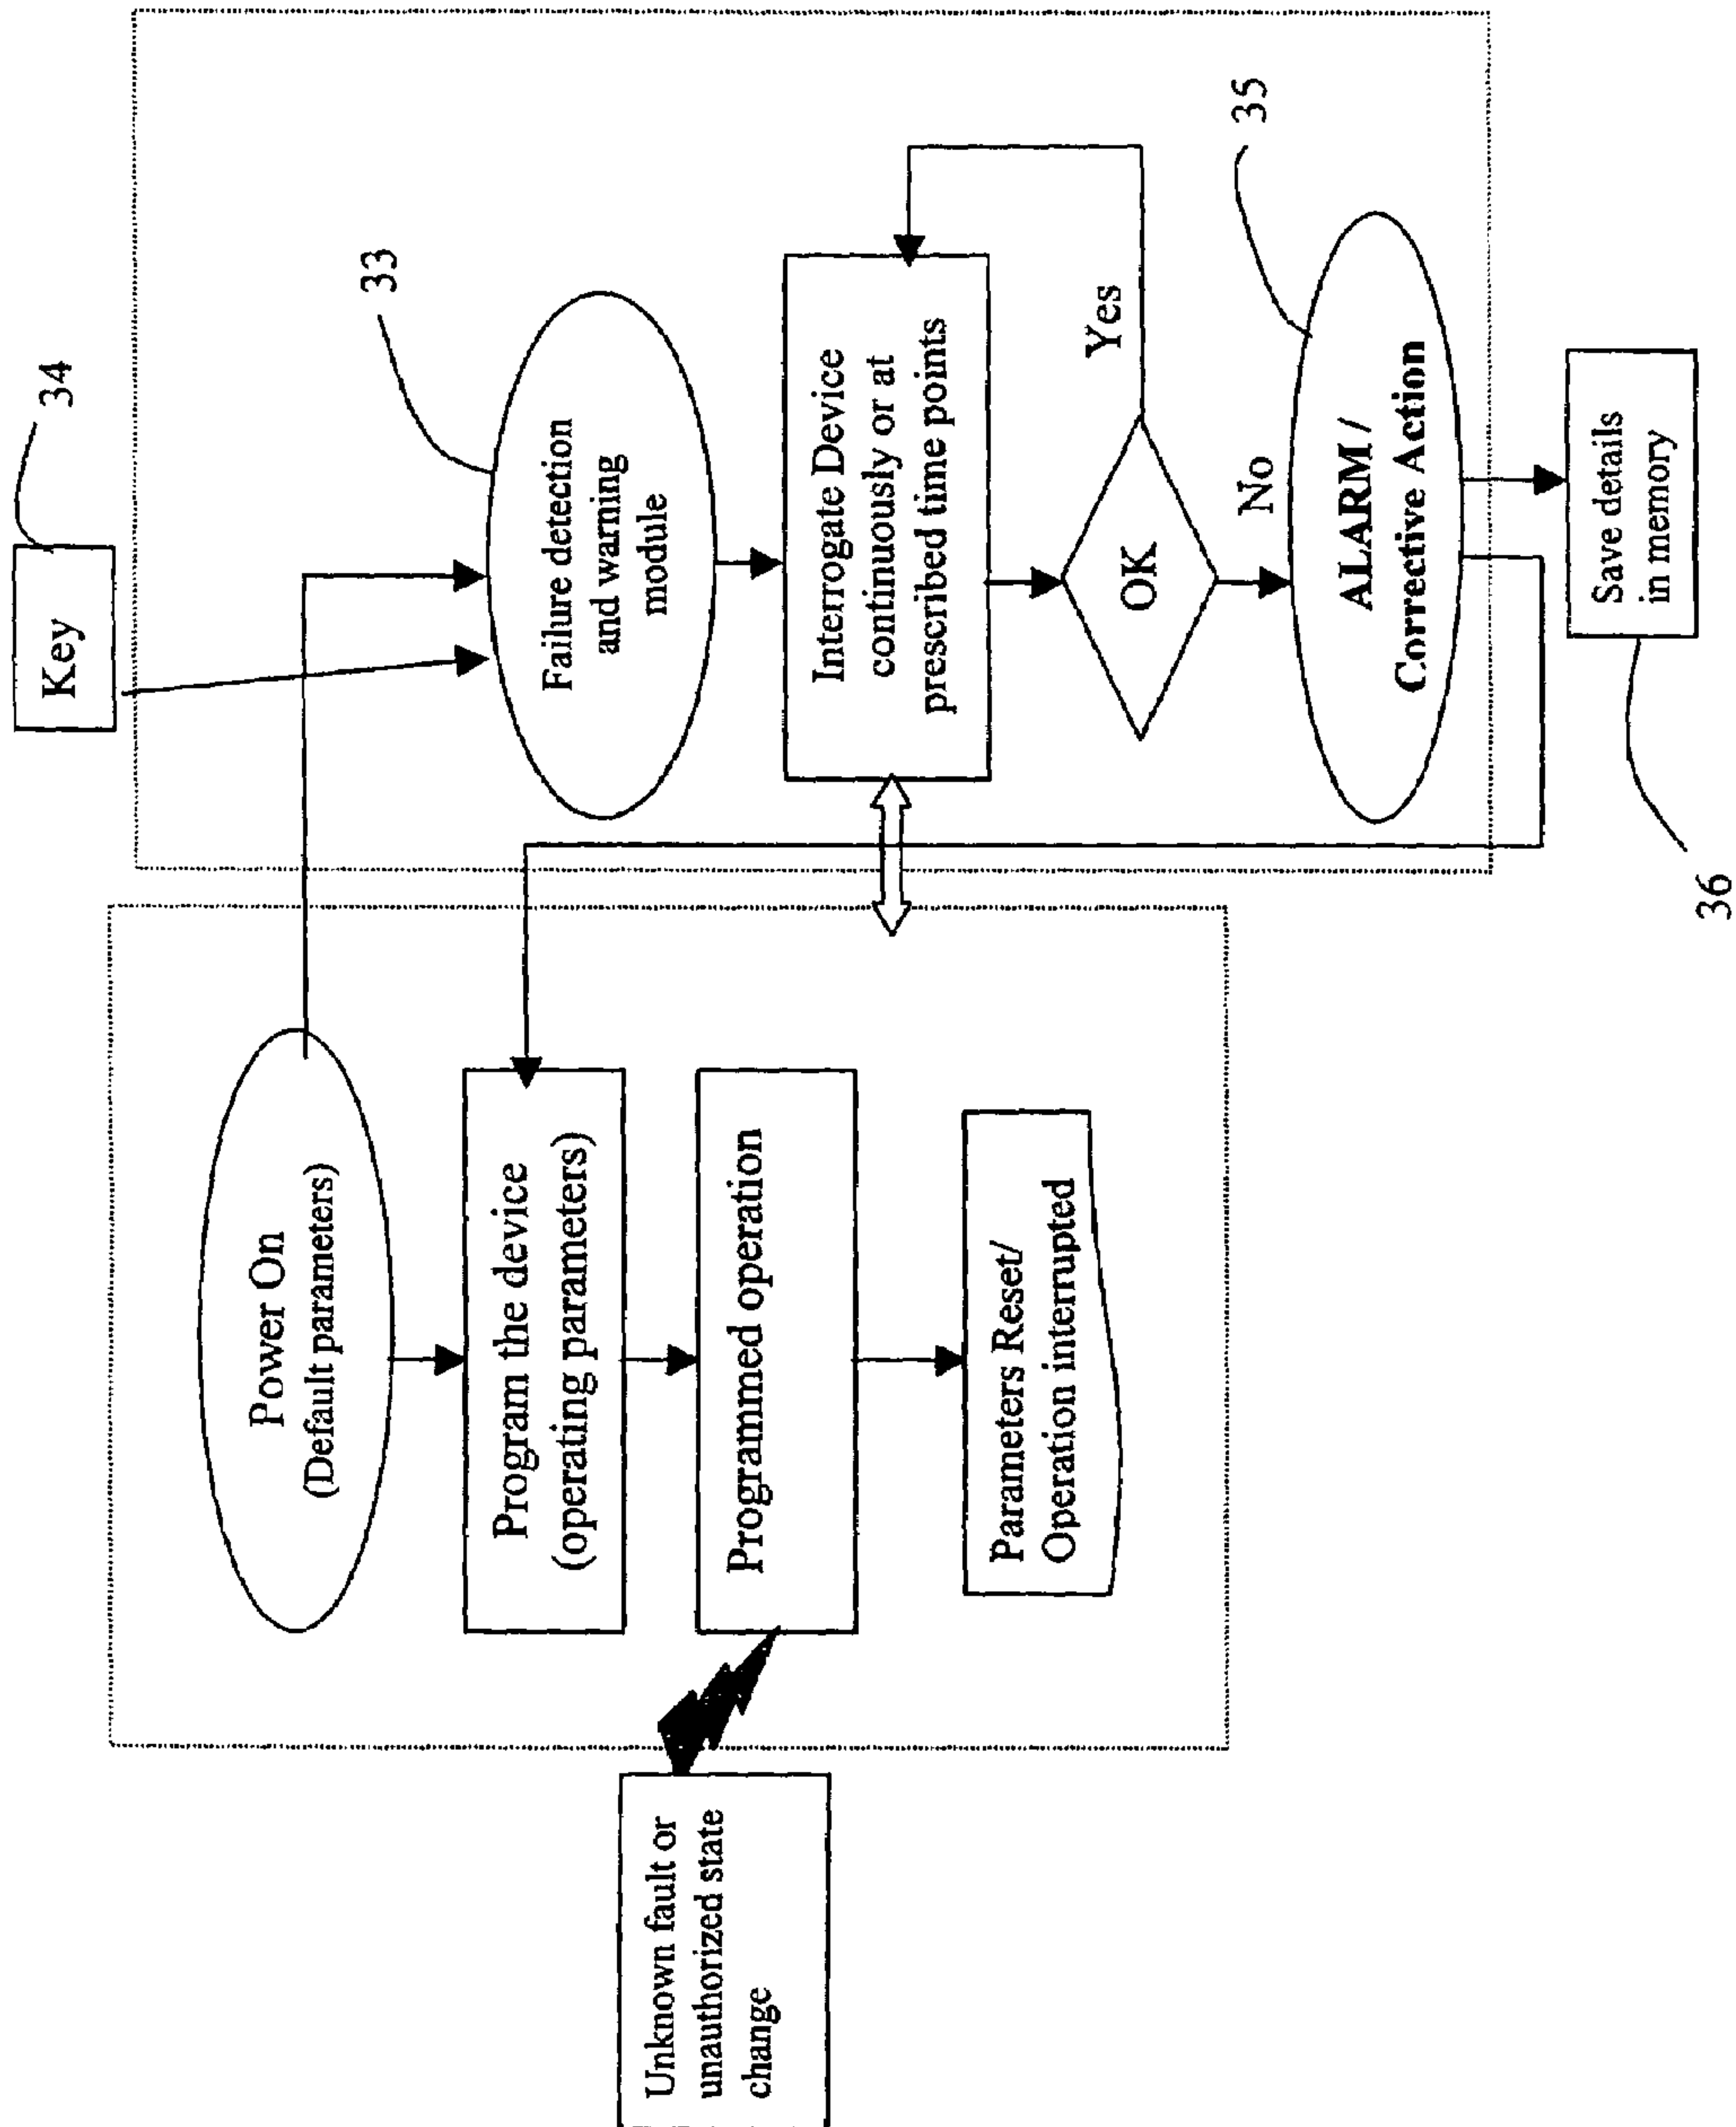 Key
34
Power On
(Default parameters)
33
Failure detection
and warning
module
Program the device
(operating parameters)
Unknown fault or
unauthorized state
change
Programmed operation
Interrogate Device
continuously or at
prescribed time points
Parameters Reset/
Operation interrupted
OK
Yes
No
35
ALARM /
Corrective Action
36
Save details
in memory